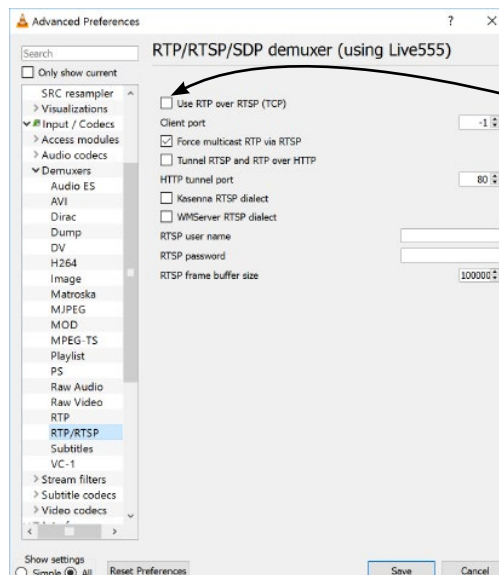 Advanced Preferences
?
X
Search
Only show current
SRC resampler
Visualizations
Input / Codecs
Access modules
Audio codecs
Demuxers
Audio ES
AVI
Dirac
Dump
DV
H264
Image
Matroska
MJPEG
MOD
MPEG-TS
Playlist
PS
Raw Audio
Raw Video
RTP
RTP/RTSP
Subtitles
VC-1
Stream filters
Subtitle codecs
Video codecs
RTP/RTSP/SDP demuxer (using Live555)
Use RTP over RTSP (TCP)
Client port -1
Force multicast RTP via RTSP
Tunnel RTSP and RTP over HTTP
HTTP tunnel port 80
Kasenna RTSP dialect
WMServer RTSP dialect
RTSP user name
RTSP password
RTSP frame buffer size 100000
Show settings
Simple All
Reset Preferences
Save
Cancel